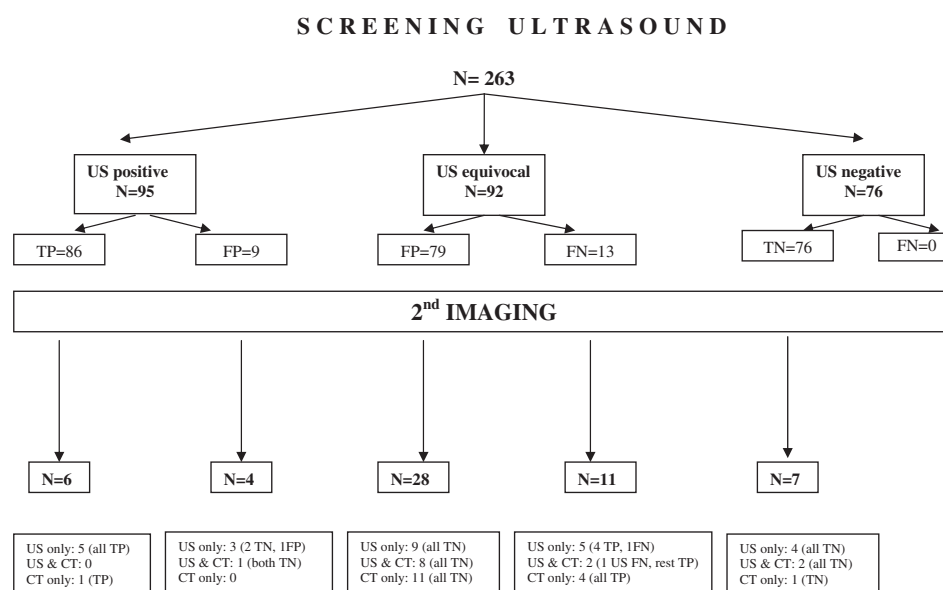 SCREENING ULTRASOUND
N= 263
US positive
N=95
US equivocal
N=92
US negative
N=76
TP=86
FP=9
FP=79
FN=13
TN=76
FN=0
2nd IMAGING
N=6
N=4
N=28
N=11
N=7
US only: 5 (all TP)
US & CT: 0
CT only: 1 (TP)
US only: 3 (2 TN, 1FP)
US & CT: 1 (both TN)
CT only: 0
US only: 9 (all TN)
US & CT: 8 (all TN)
CT only: 11 (all TN)
US only: 5 (4 TP, 1FN)
US & CT: 2 (1 US FN, rest TP)
CT only: 4 (all TP)
US only: 4 (all TN)
US & CT: 2 (all TN)
CT only: 1 (TN)